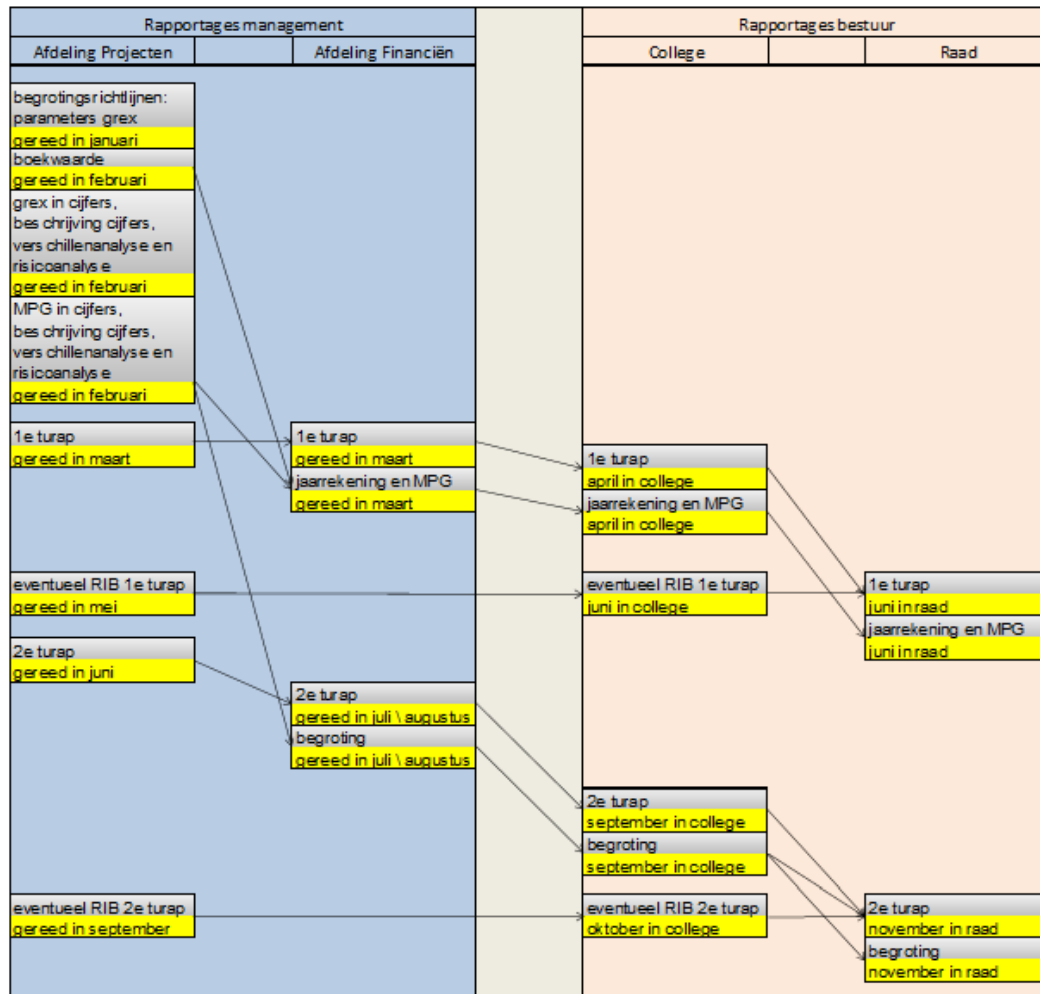 Rapportages management
Rapportages bestuur
Afdeling Projecten
Afdeling Financiën
College
Raad
begrotingsrichtlijnen:
parameters grex
gereed in januari
boekwaarde
gereed in februari
grex in cijfers,
beschrijving cijfers,
verschillenanalyse en
risicoanalyse
gereed in februari
MPG in cijfers,
beschrijving cijfers,
verschillenanalyse en
risicoanalyse
gereed in februari
1e turap
gereed in maart
1e turap
gereed in maart
jaarrekening en MPG
gereed in maart
1e turap
april in college
jaarrekening en MPG
april in college
eventueel RIB 1e turap
gereed in mei
eventueel RIB 1e turap
juni in college
1e turap
juni in raad
jaarrekening en MPG
juni in raad
2e turap
gereed in juni
2e turap
gereed in juli \ augustus
begroting
gereed in juli \ augustus
2e turap
september in college
begroting
september in college
eventueel RIB 2e turap
gereed in september
eventueel RIB 2e turap
oktober in college
2e turap
november in raad
begroting
november in raad